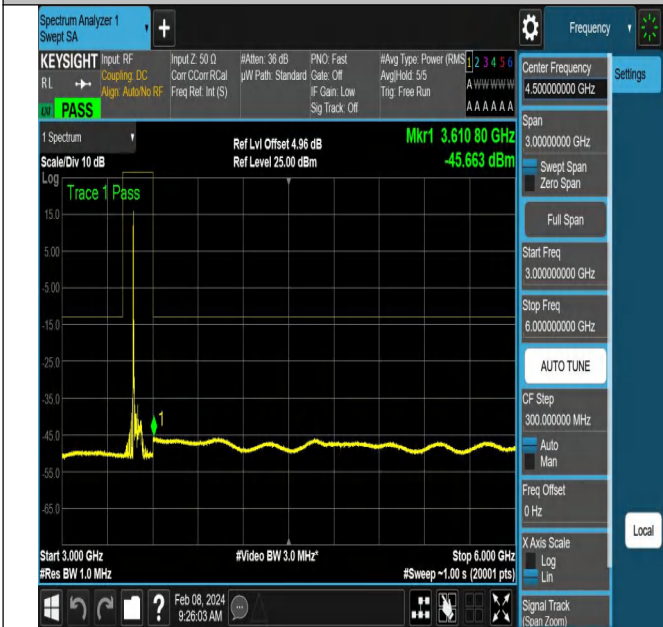 Spectrum Analyzer 1
Swept SA
Frequency
KEYSIGHT
RL
PASS
Input: RF
Coupling: DC
Align: Auto/No RF
Input Z: 50 Ω
Corr CCorr RCal
Freq Ref: Int (S)
#Atten: 36 dB
µW Path: Standard
PNO: Fast
Gate: Off
IF Gain: Low
Sig Track: Off
#Avg Type: Power (RMS
Avg|Hold: 5/5
Trig: Free Run
1 2 3 4 5 6
A W W W W W
A A A A A A
1 Spectrum
Scale/Div 10 dB
Ref Lvl Offset 4.96 dB
Ref Level 25.00 dBm
Mkr1 3.610 80 GHz
-45.663 dBm
Log
Trace 1 Pass
15.0
5.00
-5.00
-15.0
-25.0
-35.0
1
-45.0
-55.0
-65.0
Start 3.000 GHz
#Video BW 3.0 MHz*
Stop 6.000 GHz
#Res BW 1.0 MHz
#Sweep ~1.00 s (20001 pts)
?
Feb 08, 2024
9:26:03 AM
Center Frequency
4.500000000 GHz
Settings
Span
3.00000000 GHz
Swept Span
Zero Span
Full Span
Start Freq
3.000000000 GHz
Stop Freq
6.000000000 GHz
AUTO TUNE
CF Step
300.000000 MHz
Auto
Man
Freq Offset
0 Hz
Local
X Axis Scale
Log
Lin
Signal Track
(Span Zoom)